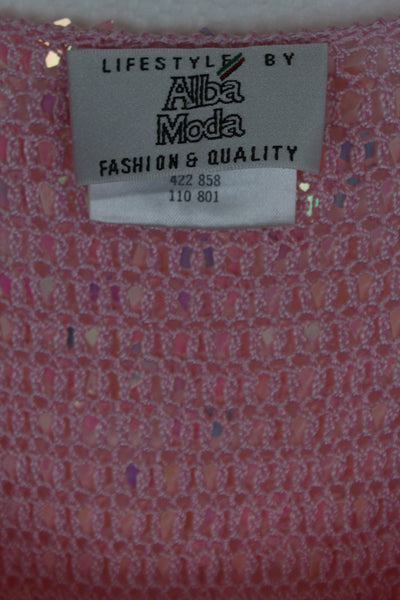 LIFESTYLE BY
Alba
Moda
FASHION & QUALITY
422 858
110 801